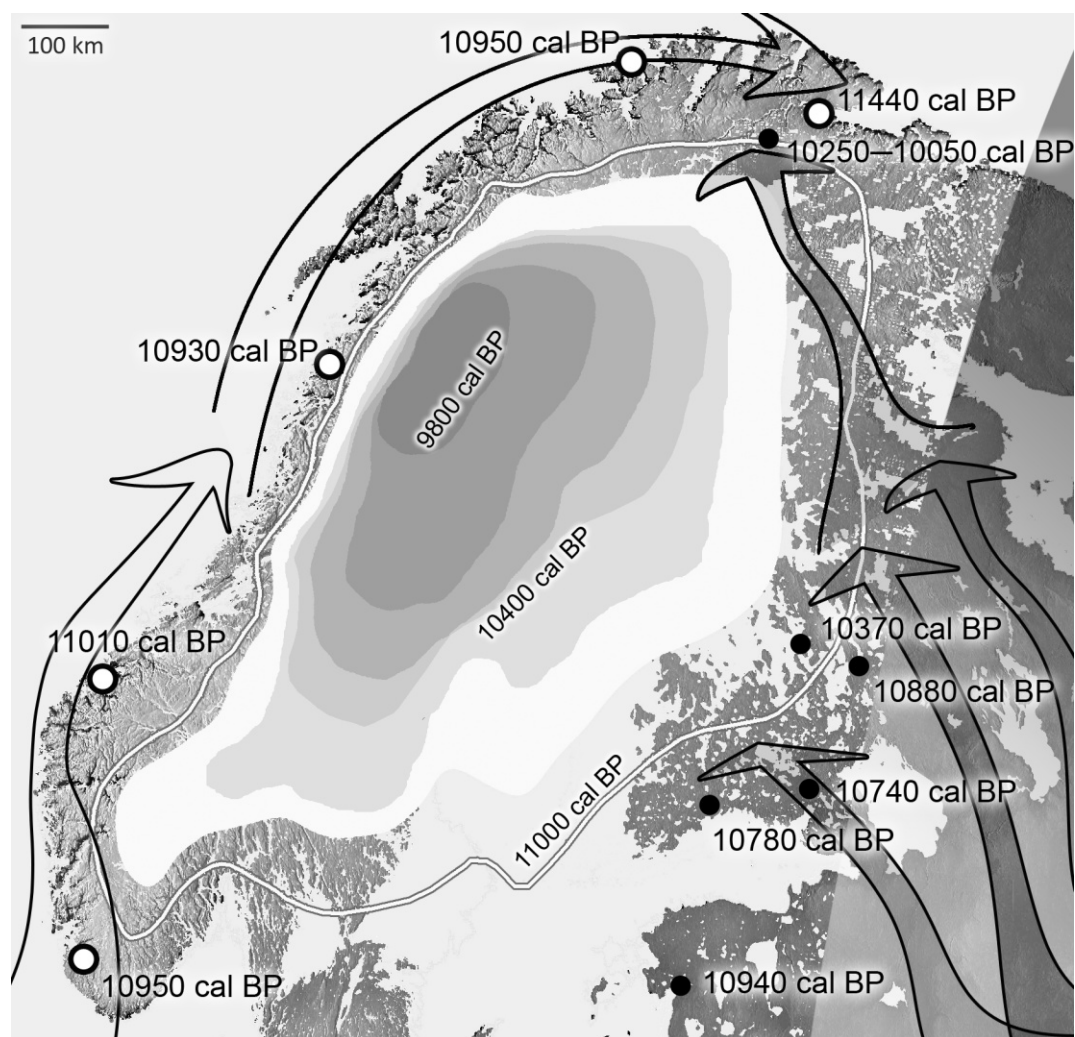 100 km
10950 cal BP
11440 cal BP
10250–10050 cal BP
10930 cal BP
9800 cal BP
10400 cal BP
11010 cal BP
10370 cal BP
10880 cal BP
11000 cal BP
10740 cal BP
10780 cal BP
10950 cal BP
10940 cal BP